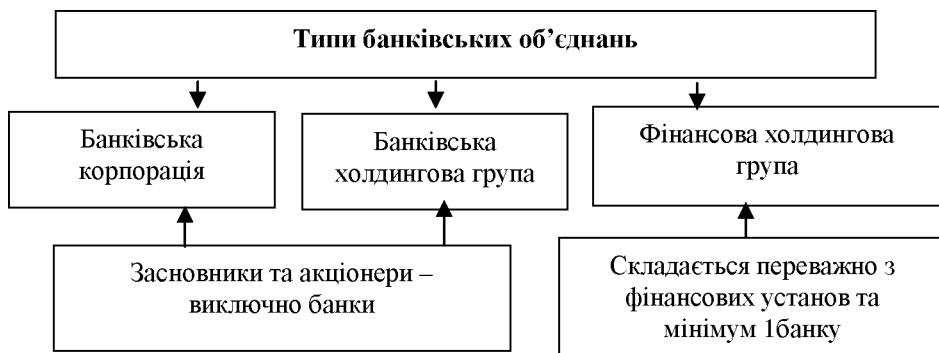 Типи банківських об’єднань
Банківська
корпорація
Банківська
холдингова група
Фінансова холдингова
група
Засновники та акціонери –
виключно банки
Складається переважно з
фінансових установ та
мінімум 1банку